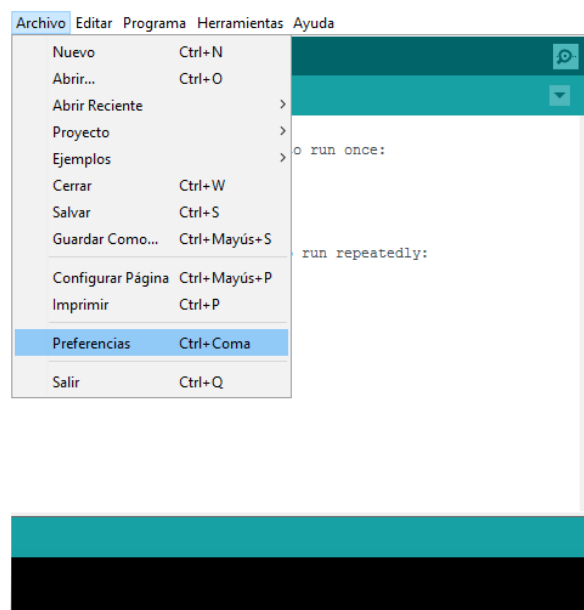 Archivo Editar Programa Herramientas Ayuda
Nuevo Ctrl+N
Abrir... Ctrl+O
Abrir Reciente
Proyecto
o run once:
Ejemplos
Cerrar Ctrl+W
Salvar Ctrl+S
Guardar Como... Ctrl+Mayús+S
run repeatedly:
Configurar Página Ctrl+Mayús+P
Imprimir Ctrl+P
Preferencias Ctrl+Coma
Salir Ctrl+Q